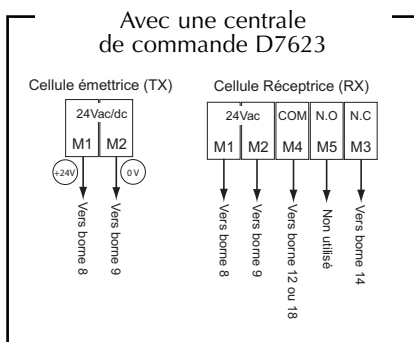 Avec une centrale
de commande D7623
Cellule émettrice (TX)
24Vac/dc
M1 M2
+24V 0 V
Vers borne 8
Vers borne 9
Cellule Réceptrice (RX)
24Vac COM N.O N.C
M1 M2 M4 M5 M3
Vers borne 8
Vers borne 9
Vers borne 12 ou 18
Non utilisé
Vers borne 14